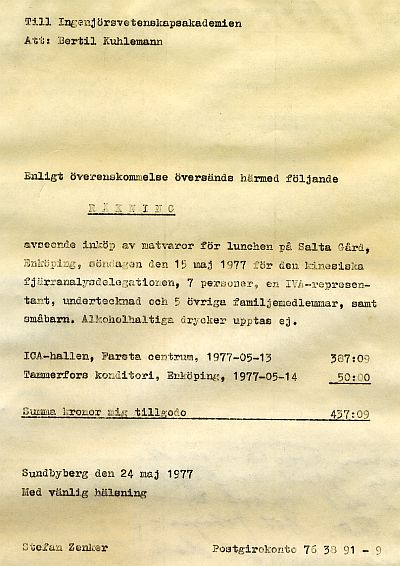 Till Ingenjörsvetenskapsakademien
Att: Bertil Kuhlemann
Enligt överenskommelse översänds härmed följande
R Ä K N I N G
avseende inköp av matvaror för lunchen på Salta Gård,
Enköping, söndagen den 15 maj 1977 för den kinesiska
fjärranalysdelegationen, 7 personer, en IVA-represen-
tant, undertecknad och 5 övriga familjemedlemmar, samt
småbarn. Alkoholhaltiga drycker upptas ej.
ICA-hallen, Farsta centrum, 1977-05-13 387:09
Tammerfors konditori, Enköping, 1977-05-14 50:00
Summa kronor mig tillgodo 437:09
Sundbyberg den 24 maj 1977
Med vänlig hälsning
Stefan Zenker Postgirokonto 76 38 91 - 9